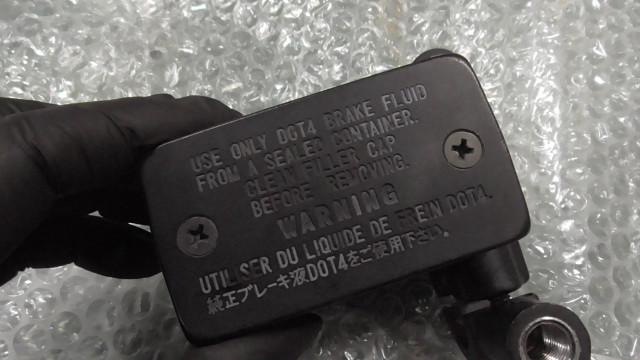 USE ONLY DOT4 BRAKE FLUID
FROM A SEALED CONTAINER.
CLEAN FILLER CAP
BEFORE REMOVING.
WARNING
UTILISER DU LIQUIDE DE FREIN DOT4.
純正ブレーキ液DOT4をご使用下さい。